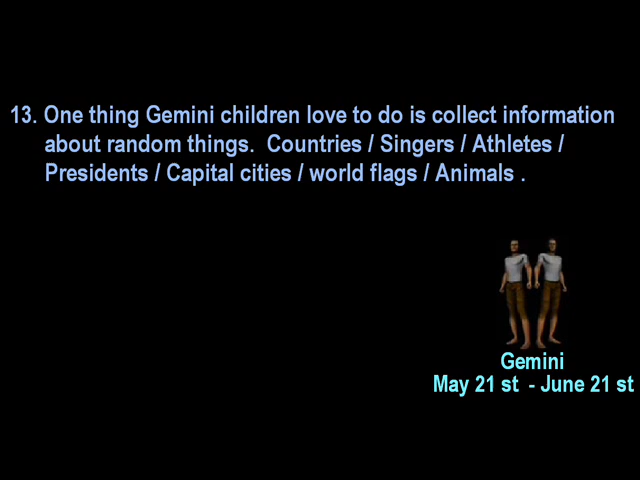 13. One thing Gemini children love to do is collect information
about random things.  Countries / Singers / Athletes /
Presidents / Capital cities / world flags / Animals .
Gemini
May 21 st  - June 21 st